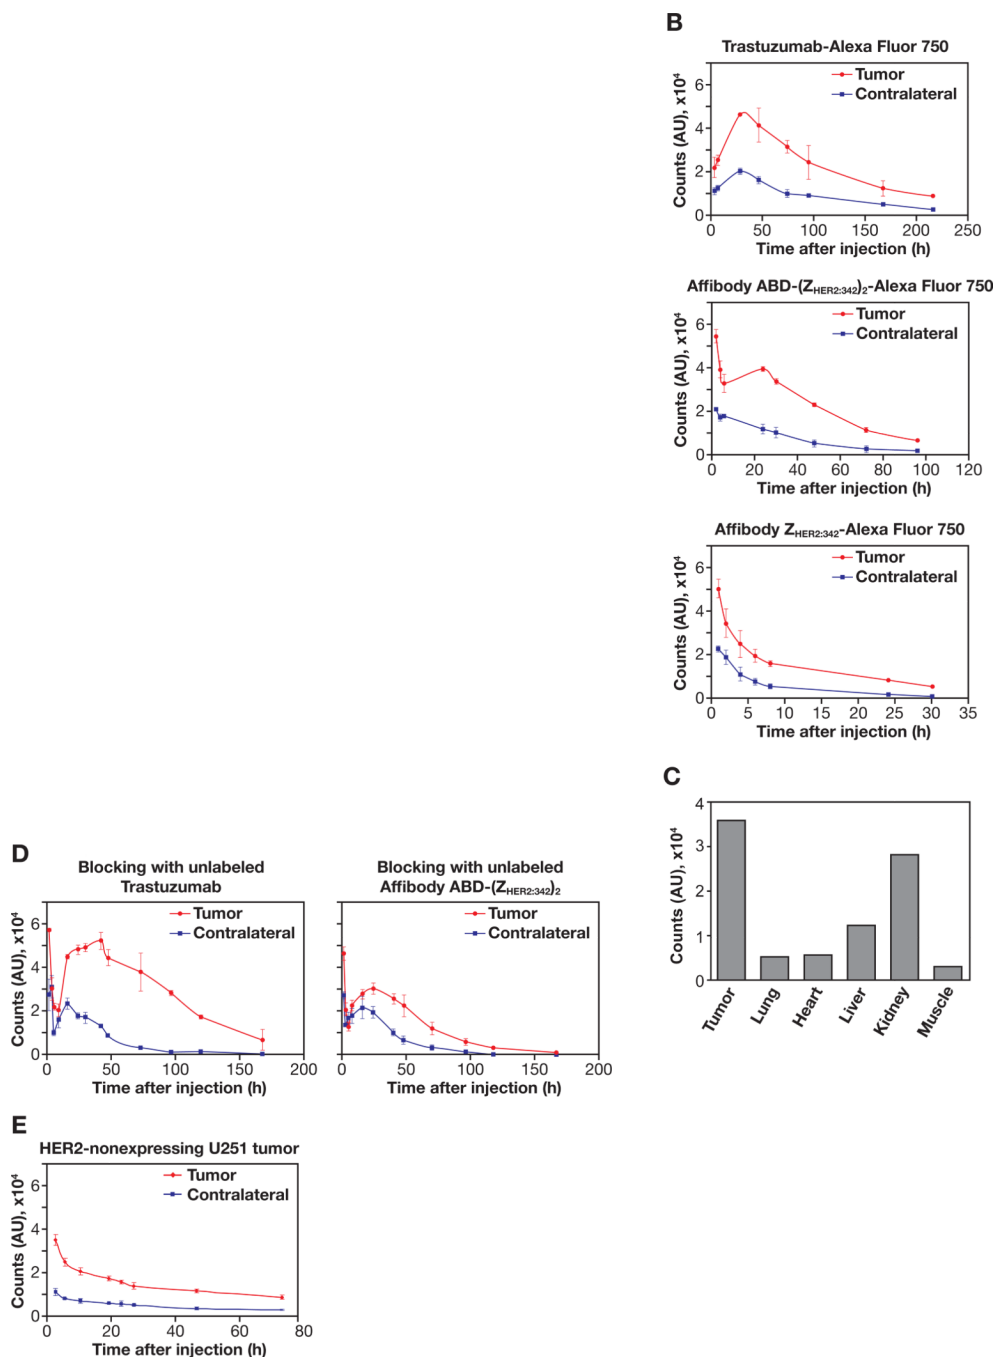 B
Trastuzumab-Alexa Fluor 750
Tumor
Contralateral
Counts (AU), x10⁴
6
4
2
0
0 50 100 150 200 250
Time after injection (h)
Affibody ABD-(Z_HER2:342)₂-Alexa Fluor 750
Tumor
Contralateral
Counts (AU), x10⁴
6
4
2
0
0 20 40 60 80 100 120
Time after injection (h)
Affibody Z_HER2:342-Alexa Fluor 750
Tumor
Contralateral
Counts (AU), x10⁴
6
4
2
0
0 5 10 15 20 25 30 35
Time after injection (h)
C
Counts (AU), x10⁴
4
3
2
1
0
Tumor Lung Heart Liver Kidney Muscle
D
Blocking with unlabeled
Trastuzumab
Tumor
Contralateral
Counts (AU), x10⁴
6
4
2
0
0 50 100 150 200
Time after injection (h)
Blocking with unlabeled
Affibody ABD-(Z_HER2:342)₂
Tumor
Contralateral
0 50 100 150 200
Time after injection (h)
E
HER2-nonexpressing U251 tumor
Tumor
Contralateral
Counts (AU), x10⁴
6
4
2
0
0 20 40 60 80
Time after injection (h)